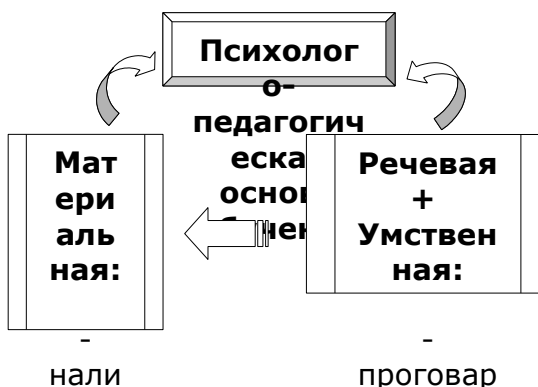 Психолог
о-
педагогич
еска
основ
Мат
ери
аль
ная:
-
нали
Речевая
+
Умствен
ная:
-
проговар